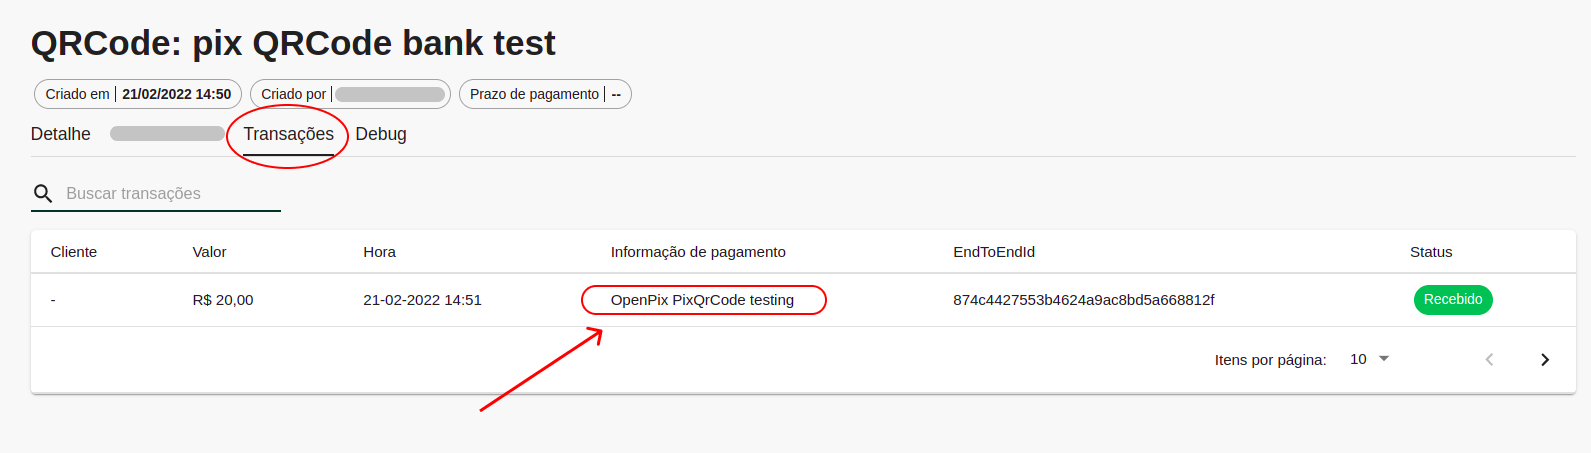 QRCode: pix QRCode bank test
Criado em | 21/02/2022 14:50 Criado por | Prazo de pagamento | --
Detalhe Transações Debug
Buscar transações
Cliente Valor Hora Informação de pagamento EndToEndId Status
- R$ 20,00 21-02-2022 14:51 OpenPix PixQrCode testing 874c4427553b4624a9ac8bd5a668812f Recebido
Itens por página: 10